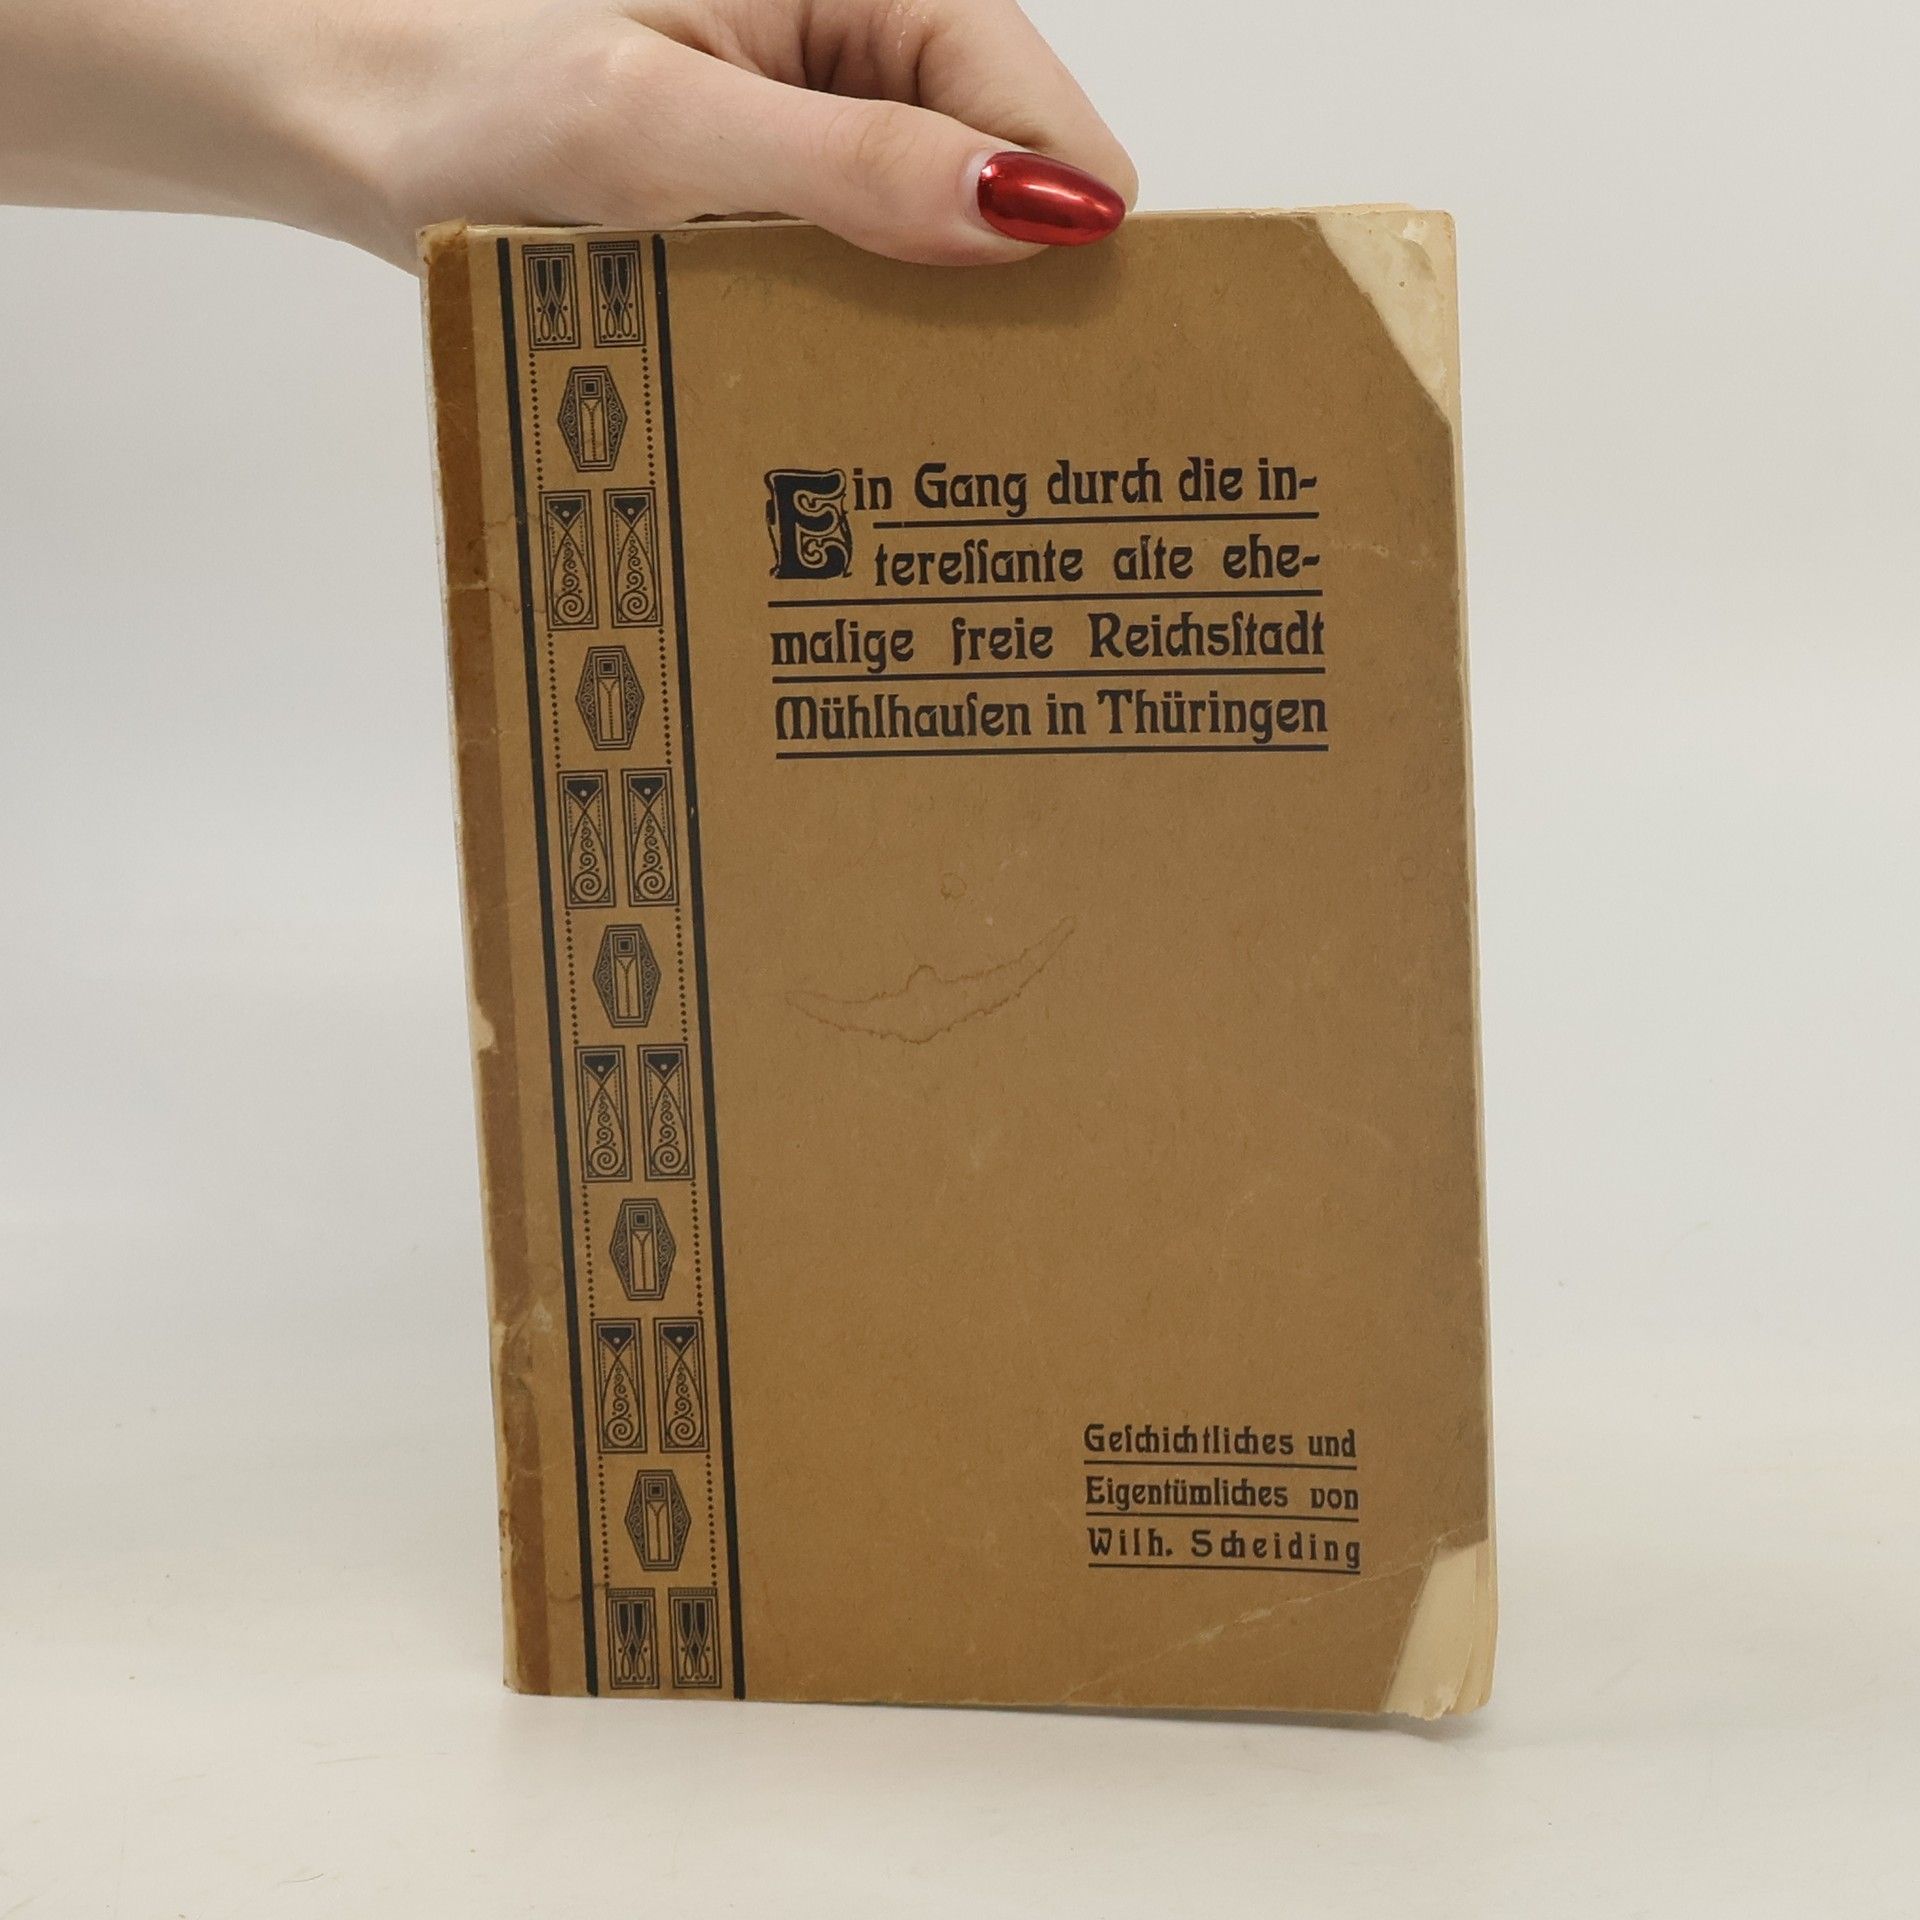 Ein Gang durch die in-
tereſſante alte ehe-
malige freie Reichsſtadt
Mühlhauſen in Thüringen
Geſchichtliches und
Eigentümliches von
Wilh. Scheiding